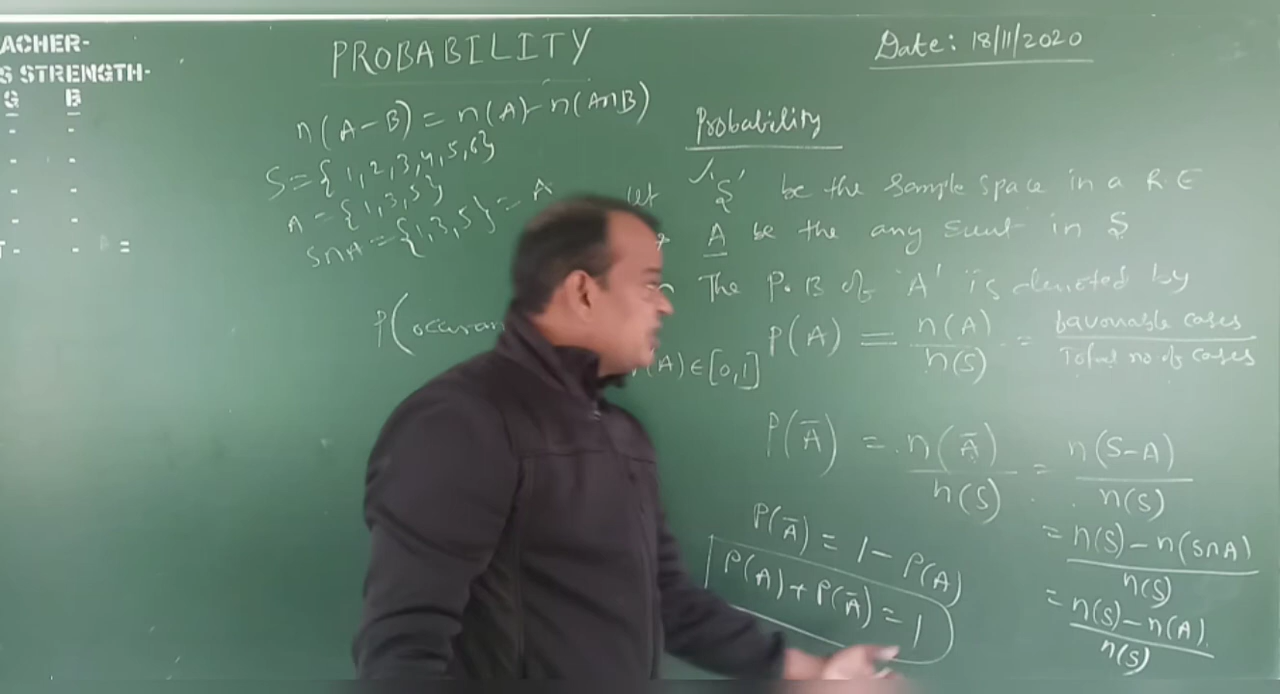 ACHER-
S STRENGTH-
G B
PROBABILITY
Date: 18/11/2020
n(A-B) = n(A) - n(A∩B)
S = {1,2,3,4,5,6}
A = {1,3,5}
S∩A = {1,3,5} = A
Probability
let 'S' be the sample space in a R E
A be the any Event in S
The P.B of 'A' is denoted by
P(A) = n(A)/n(S) = favourable cases/Total no of cases
P(occuran
(A) ∈ [0,1]
P(Ā) = n(Ā)/n(S) = n(S-A)/n(S)
= n(S) - n(S∩A)/n(S)
= n(S) - n(A)/n(S)
P(Ā) = 1 - P(A)
P(A) + P(Ā) = 1